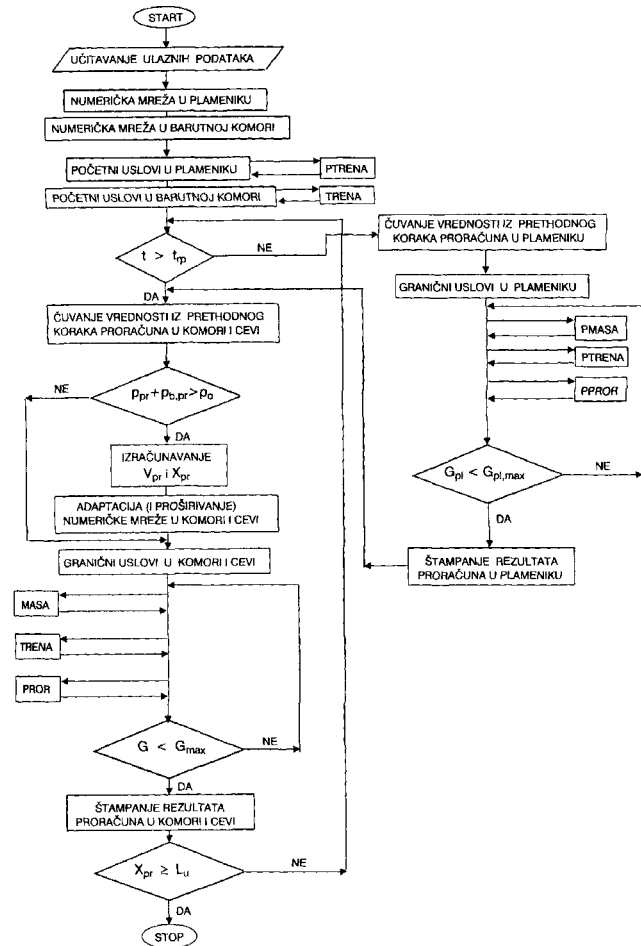 START
UČITAVANJE ULAZNIH PODATAKA
NUMERIČKA MREŽA U PLAMENIKU
NUMERIČKA MREŽA U BARUTNOJ KOMORI
POČETNI USLOVI U PLAMENIKU
PTRENA
POČETNI USLOVI U BARUTNOJ KOMORI
TRENA
t > t_rp
NE
DA
ČUVANJE VREDNOSTI IZ PRETHODNOG
KORAKA PRORAČUNA U PLAMENIKU
GRANIČNI USLOVI U PLAMENIKU
PMASA
PTRENA
PPROR
G_pl < G_pl,max
NE
DA
ŠTAMPANJE REZULTATA
PRORAČUNA U PLAMENIKU
ČUVANJE VREDNOSTI IZ PRETHODNOG
KORAKA PRORAČUNA U KOMORI I CEVI
p_pr+p_b,pr>p_o
NE
DA
IZRAČUNAVANJE
V_pr i X_pr
ADAPTACIJA (I PROŠIRIVANJE)
NUMERIČKE MREŽE U KOMORI I CEVI
GRANIČNI USLOVI U KOMORI I CEVI
MASA
TRENA
PROR
G < G_max
NE
DA
ŠTAMPANJE REZULTATA
PRORAČUNA U KOMORI I CEVI
X_pr ≥ L_u
NE
DA
STOP